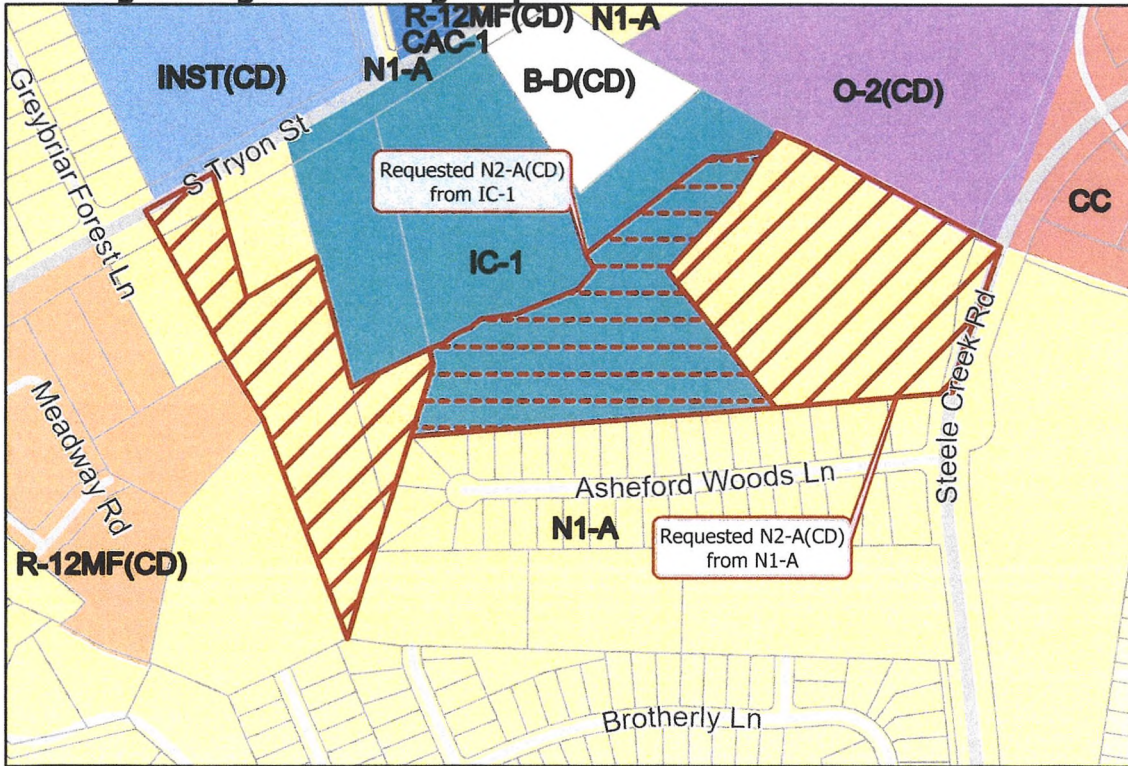 R-12MF(CD)
N1-A
CAC-1
N1-A
INST(CD)
B-D(CD)
O-2(CD)
Greybriar Forest Ln
S Tryon St
Requested N2-A(CD)
from IC-1
CC
IC-1
Steele Creek Rd
Meadway Rd
Asheford Woods Ln
N1-A
Requested N2-A(CD)
from N1-A
R-12MF(CD)
Brotherly Ln